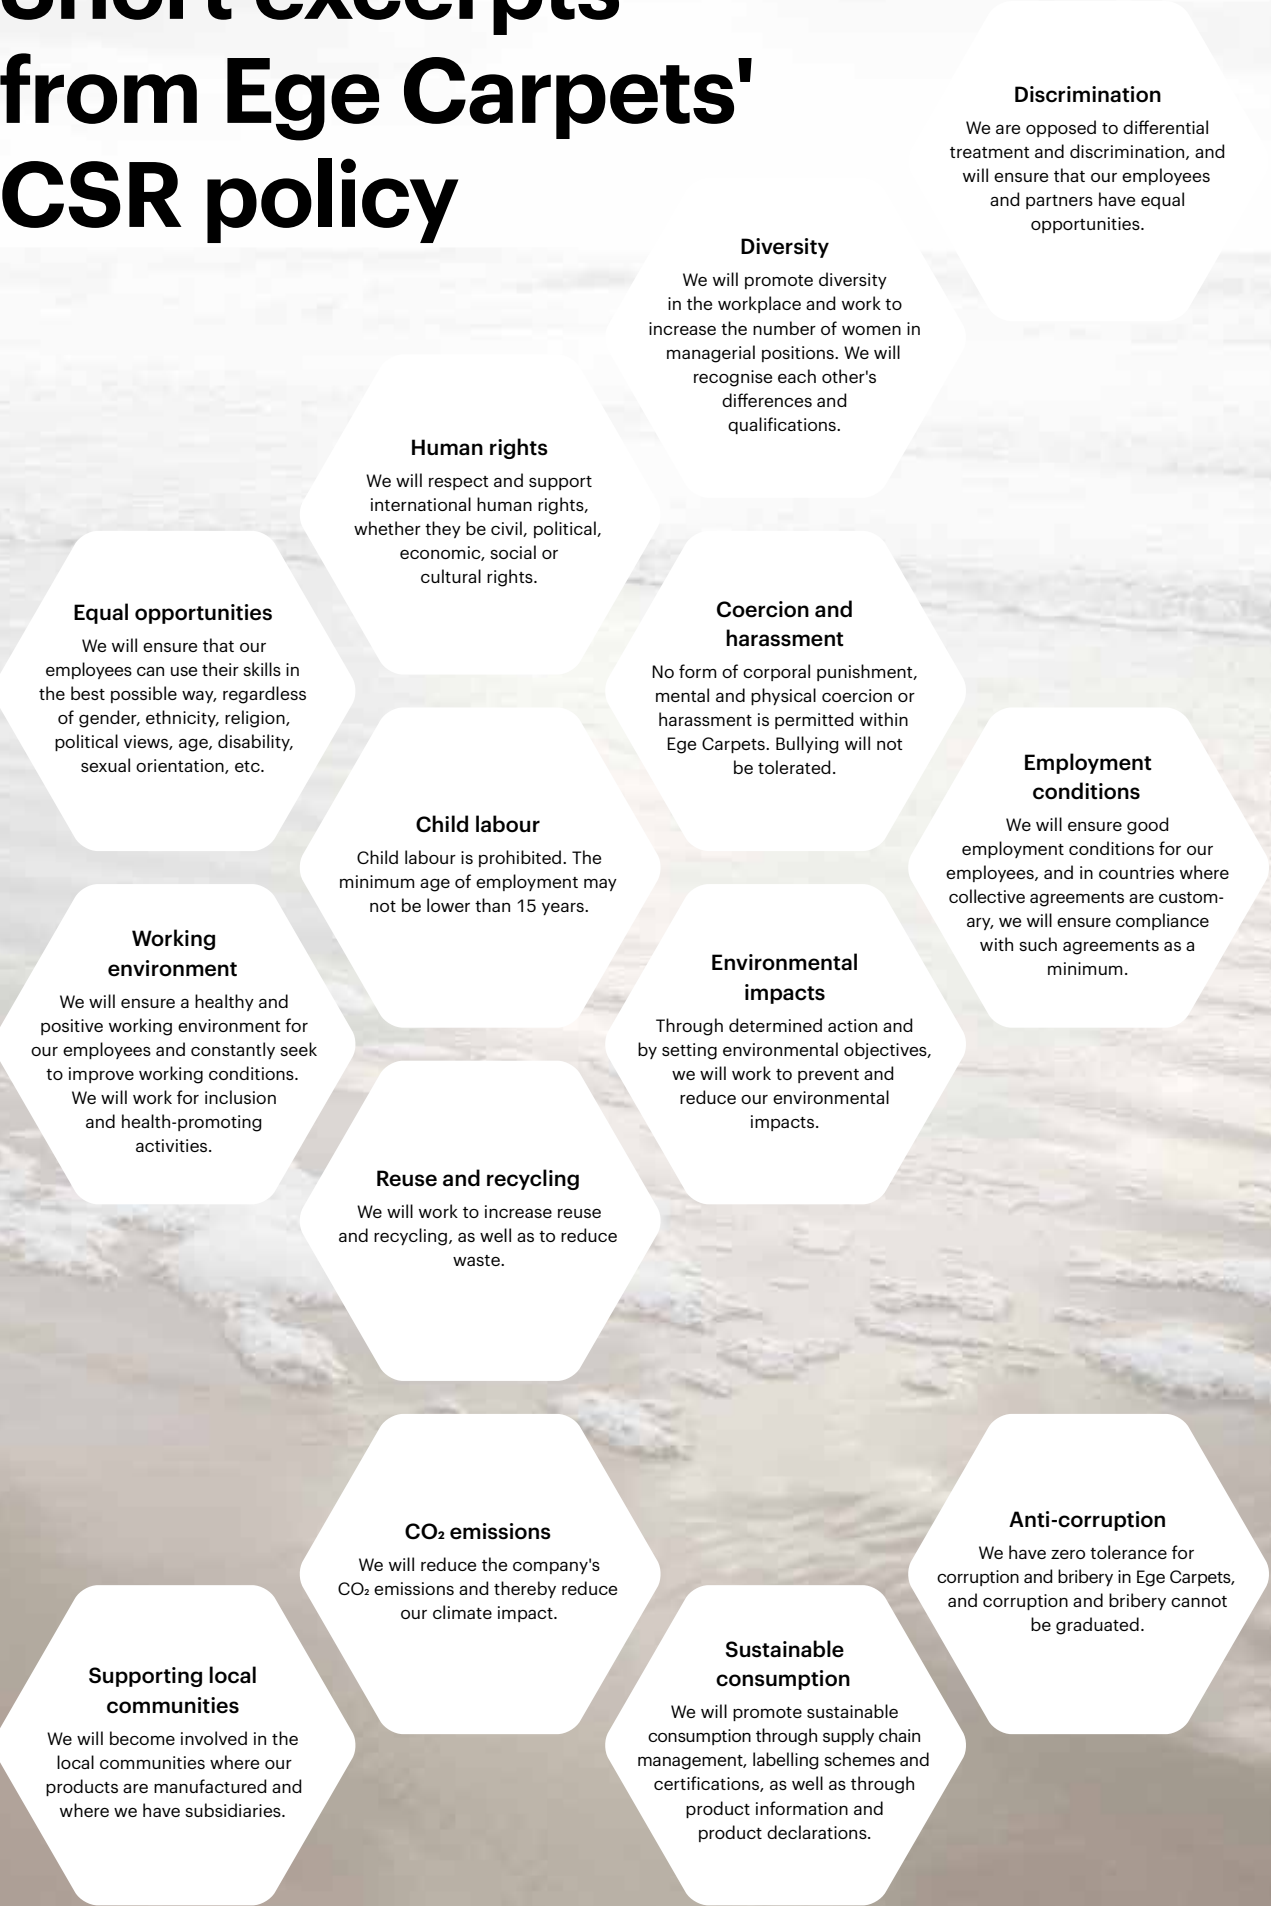 Short excerpts
from Ege Carpets'
CSR policy
Discrimination
We are opposed to differential
treatment and discrimination, and
will ensure that our employees
and partners have equal
opportunities.
Diversity
We will promote diversity
in the workplace and work to
increase the number of women in
managerial positions. We will
recognise each other's
differences and
qualifications.
Human rights
We will respect and support
international human rights,
whether they be civil, political,
economic, social or
cultural rights.
Equal opportunities
We will ensure that our
employees can use their skills in
the best possible way, regardless
of gender, ethnicity, religion,
political views, age, disability,
sexual orientation, etc.
Coercion and
harassment
No form of corporal punishment,
mental and physical coercion or
harassment is permitted within
Ege Carpets. Bullying will not
be tolerated.
Employment
conditions
We will ensure good
employment conditions for our
employees, and in countries where
collective agreements are custom-
ary, we will ensure compliance
with such agreements as a
minimum.
Child labour
Child labour is prohibited. The
minimum age of employment may
not be lower than 15 years.
Working
environment
We will ensure a healthy and
positive working environment for
our employees and constantly seek
to improve working conditions.
We will work for inclusion
and health-promoting
activities.
Environmental
impacts
Through determined action and
by setting environmental objectives,
we will work to prevent and
reduce our environmental
impacts.
Reuse and recycling
We will work to increase reuse
and recycling, as well as to reduce
waste.
CO₂ emissions
We will reduce the company's
CO₂ emissions and thereby reduce
our climate impact.
Anti-corruption
We have zero tolerance for
corruption and bribery in Ege Carpets,
and corruption and bribery cannot
be graduated.
Supporting local
communities
We will become involved in the
local communities where our
products are manufactured and
where we have subsidiaries.
Sustainable
consumption
We will promote sustainable
consumption through supply chain
management, labelling schemes and
certifications, as well as through
product information and
product declarations.